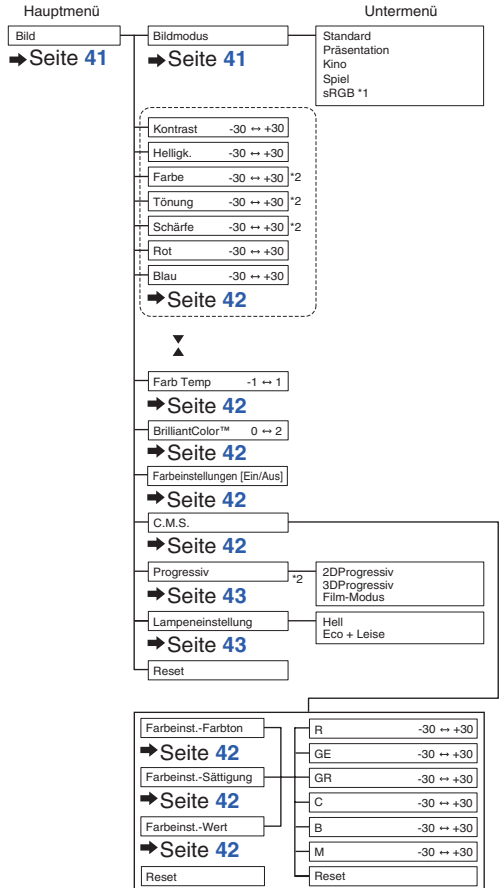 Hauptmenü Untermenü
Bild
➡Seite 41
Bildmodus
➡Seite 41
Standard
Präsentation
Kino
Spiel
sRGB *1
Kontrast -30 ↔ +30
Helligk. -30 ↔ +30
Farbe -30 ↔ +30 *2
Tönung -30 ↔ +30 *2
Schärfe -30 ↔ +30 *2
Rot -30 ↔ +30
Blau -30 ↔ +30
➡Seite 42
Farb Temp -1 ↔ 1
➡Seite 42
BrilliantColor™ 0 ↔ 2
➡Seite 42
Farbeinstellungen [Ein/Aus]
➡Seite 42
C.M.S.
➡Seite 42
Progressiv *2
➡Seite 43
2DProgressiv
3DProgressiv
Film-Modus
Lampeneinstellung
➡Seite 43
Hell
Eco + Leise
Reset
Farbeinst.-Farbton
➡Seite 42
Farbeinst.-Sättigung
➡Seite 42
Farbeinst.-Wert
➡Seite 42
Reset
R -30 ↔ +30
GE -30 ↔ +30
GR -30 ↔ +30
C -30 ↔ +30
B -30 ↔ +30
M -30 ↔ +30
Reset